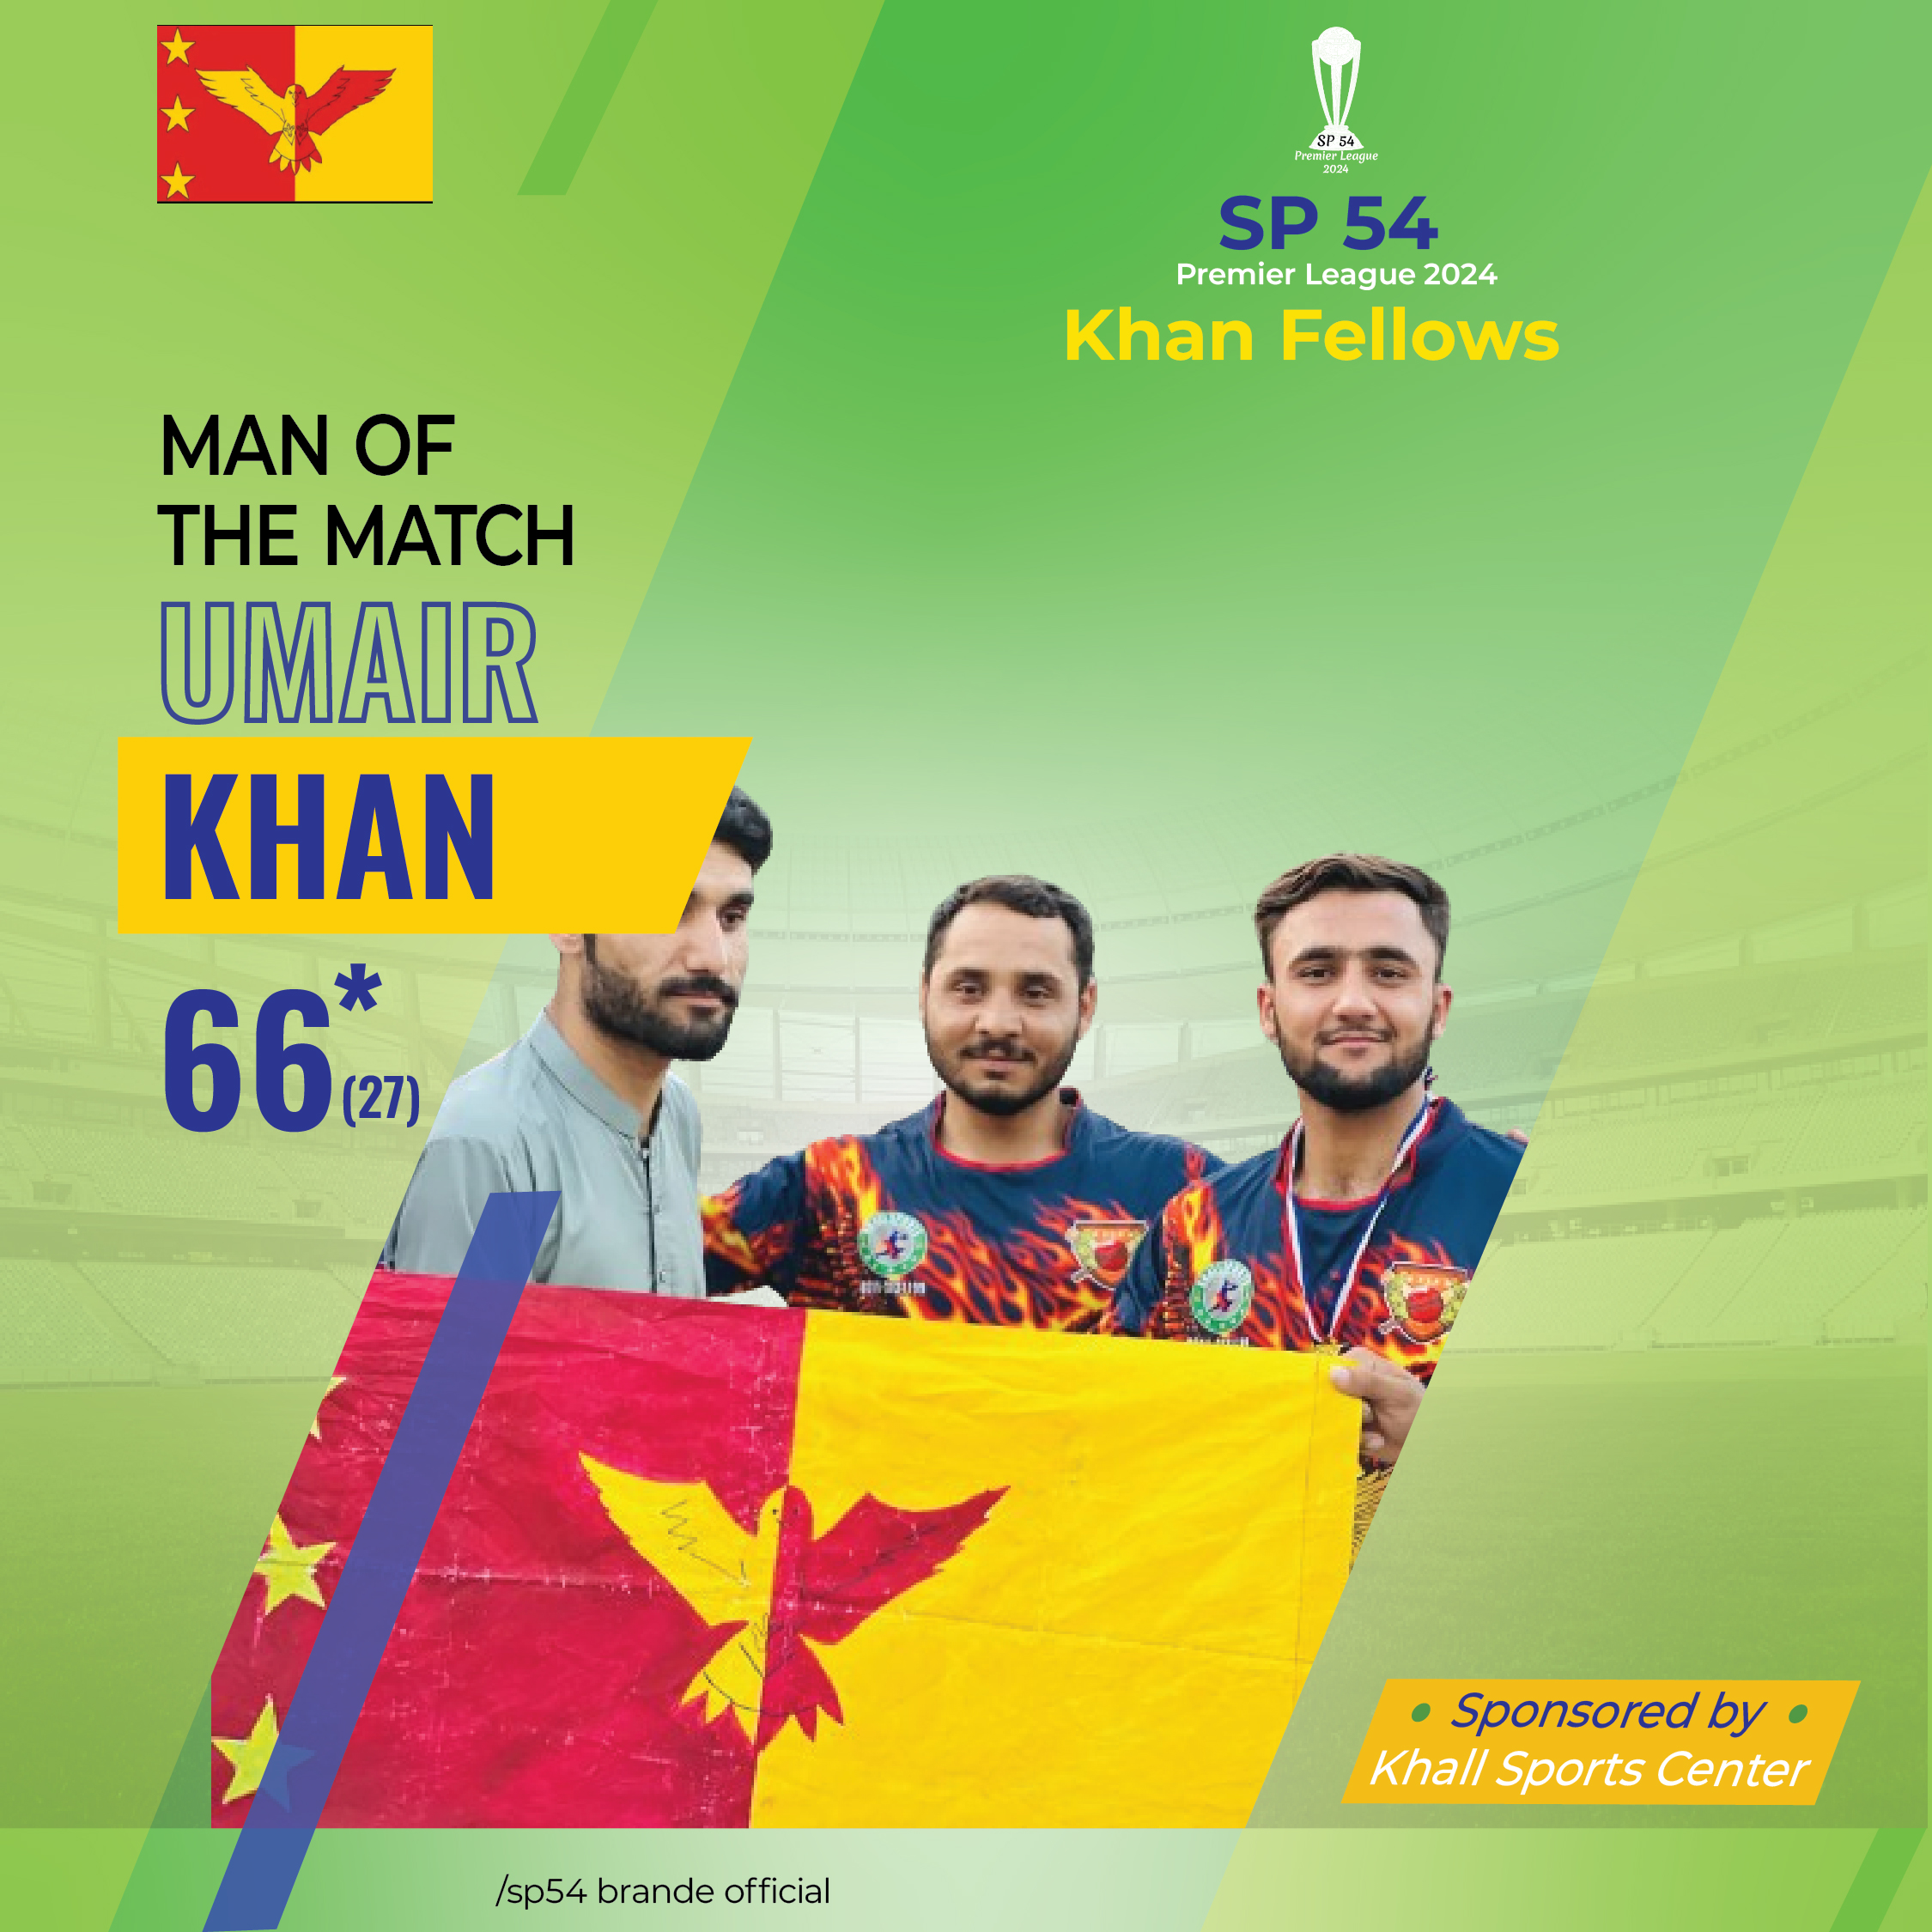 SP 54
Premier League
2024
SP 54
Premier League 2024
Khan Fellows
MAN OF
THE MATCH
UMAIR
KHAN
66*(27)
Sponsored by
Khall Sports Center
/sp54 brande official